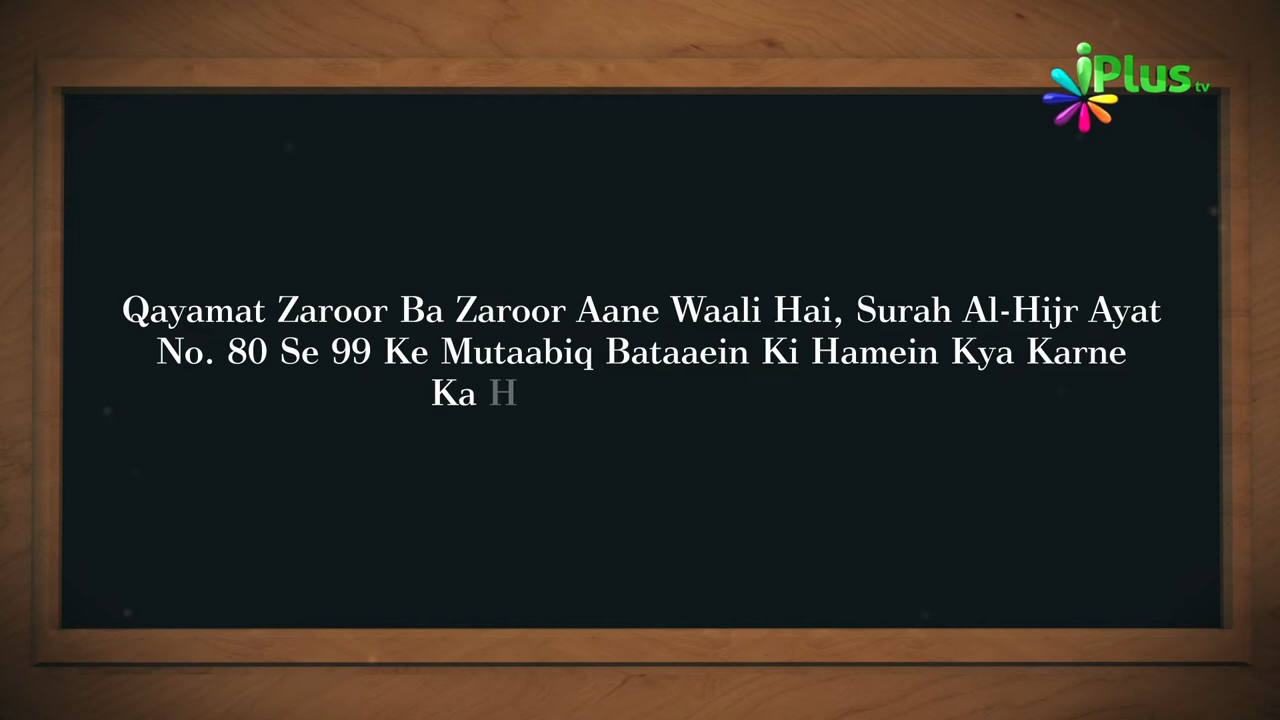 iPlus tv
Qayamat Zaroor Ba Zaroor Aane Waali Hai, Surah Al-Hijr Ayat
No. 80 Se 99 Ke Mutaabiq Bataaein Ki Hamein Kya Karne
Ka H